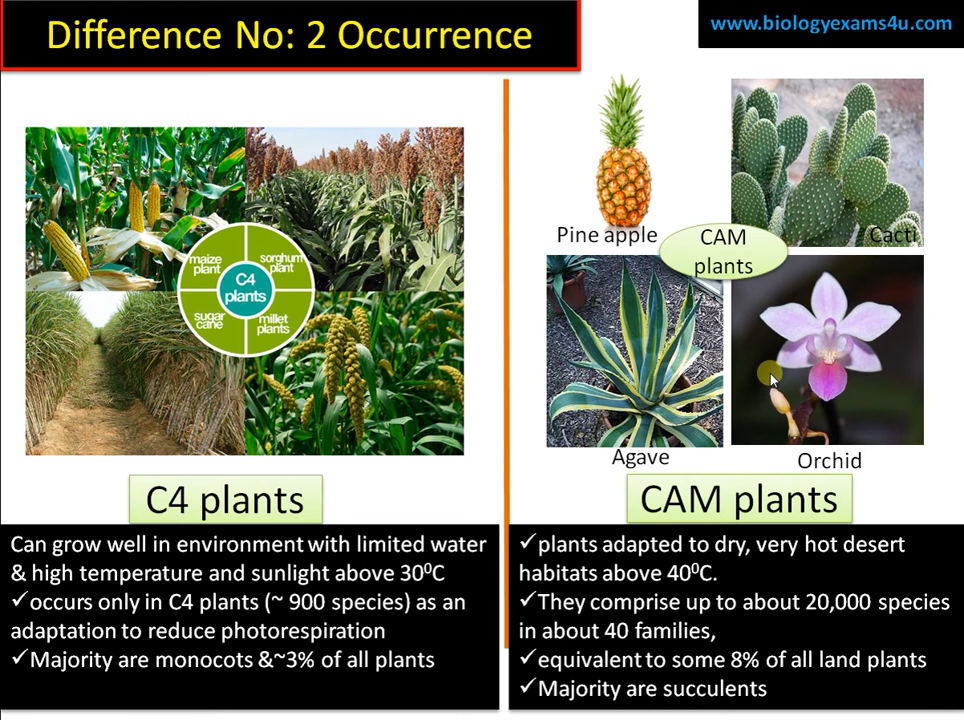 Difference No: 2 Occurrence
www.biologyexams4u.com
maize
plant
sorghum
plant
C4
plants
sugar
cane
millet
plants
Pine apple
Cacti
CAM
plants
Agave
Orchid
C4 plants
Can grow well in environment with limited water
& high temperature and sunlight above 30⁰C
✓occurs only in C4 plants (~ 900 species) as an
adaptation to reduce photorespiration
✓Majority are monocots &~3% of all plants
CAM plants
✓plants adapted to dry, very hot desert
habitats above 40⁰C.
✓They comprise up to about 20,000 species
in about 40 families,
✓equivalent to some 8% of all land plants
✓Majority are succulents